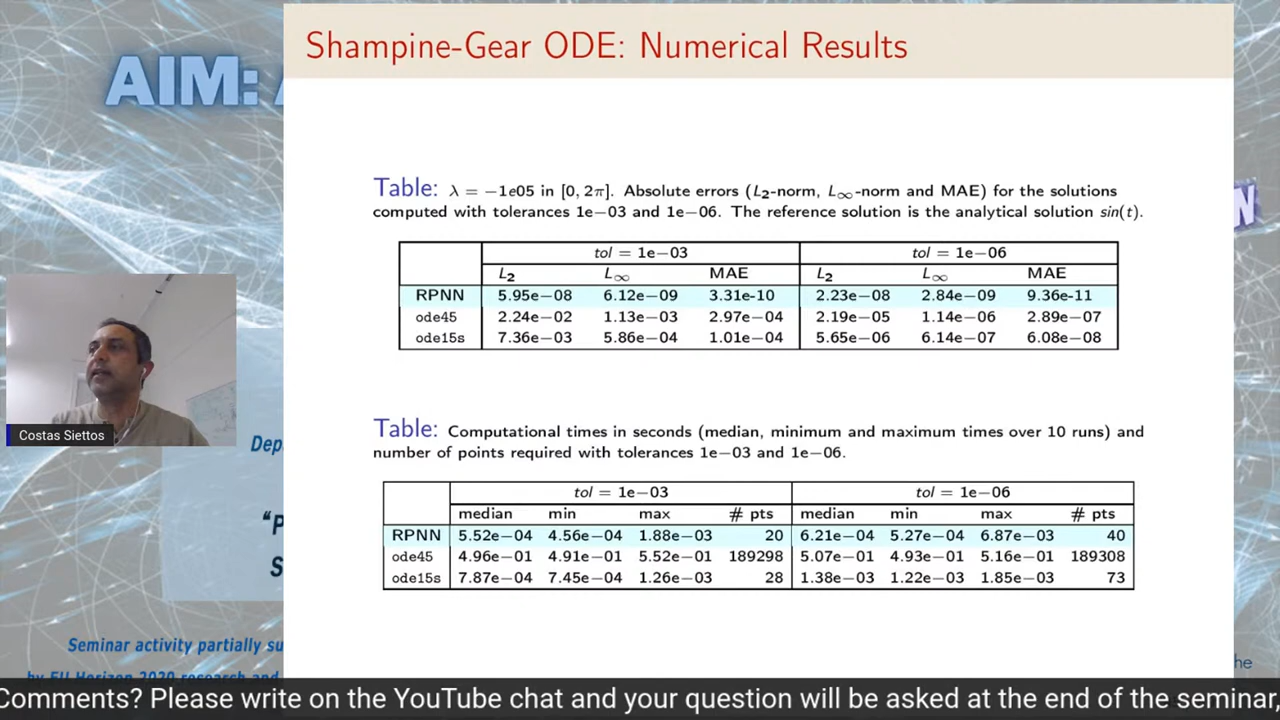 Shampine-Gear ODE: Numerical Results
AIM:
Table: λ = −1e05 in [0, 2π]. Absolute errors (L₂-norm, L∞-norm and MAE) for the solutions
computed with tolerances 1e−03 and 1e−06. The reference solution is the analytical solution sin(t).
tol = 1e−03 tol = 1e−06
L₂ L∞ MAE L₂ L∞ MAE
RPNN 5.95e−08 6.12e−09 3.31e-10 2.23e−08 2.84e−09 9.36e-11
ode45 2.24e−02 1.13e−03 2.97e−04 2.19e−05 1.14e−06 2.89e−07
ode15s 7.36e−03 5.86e−04 1.01e−04 5.65e−06 6.14e−07 6.08e−08
Costas Siettos
Table: Computational times in seconds (median, minimum and maximum times over 10 runs) and
number of points required with tolerances 1e−03 and 1e−06.
tol = 1e−03 tol = 1e−06
median min max # pts median min max # pts
RPNN 5.52e−04 4.56e−04 1.88e−03 20 6.21e−04 5.27e−04 6.87e−03 40
ode45 4.96e−01 4.91e−01 5.52e−01 189298 5.07e−01 4.93e−01 5.16e−01 189308
ode15s 7.87e−04 7.45e−04 1.26e−03 28 1.38e−03 1.22e−03 1.85e−03 73
Seminar activity partially
Comments? Please write on the YouTube chat and your question will be asked at the end of the seminar,